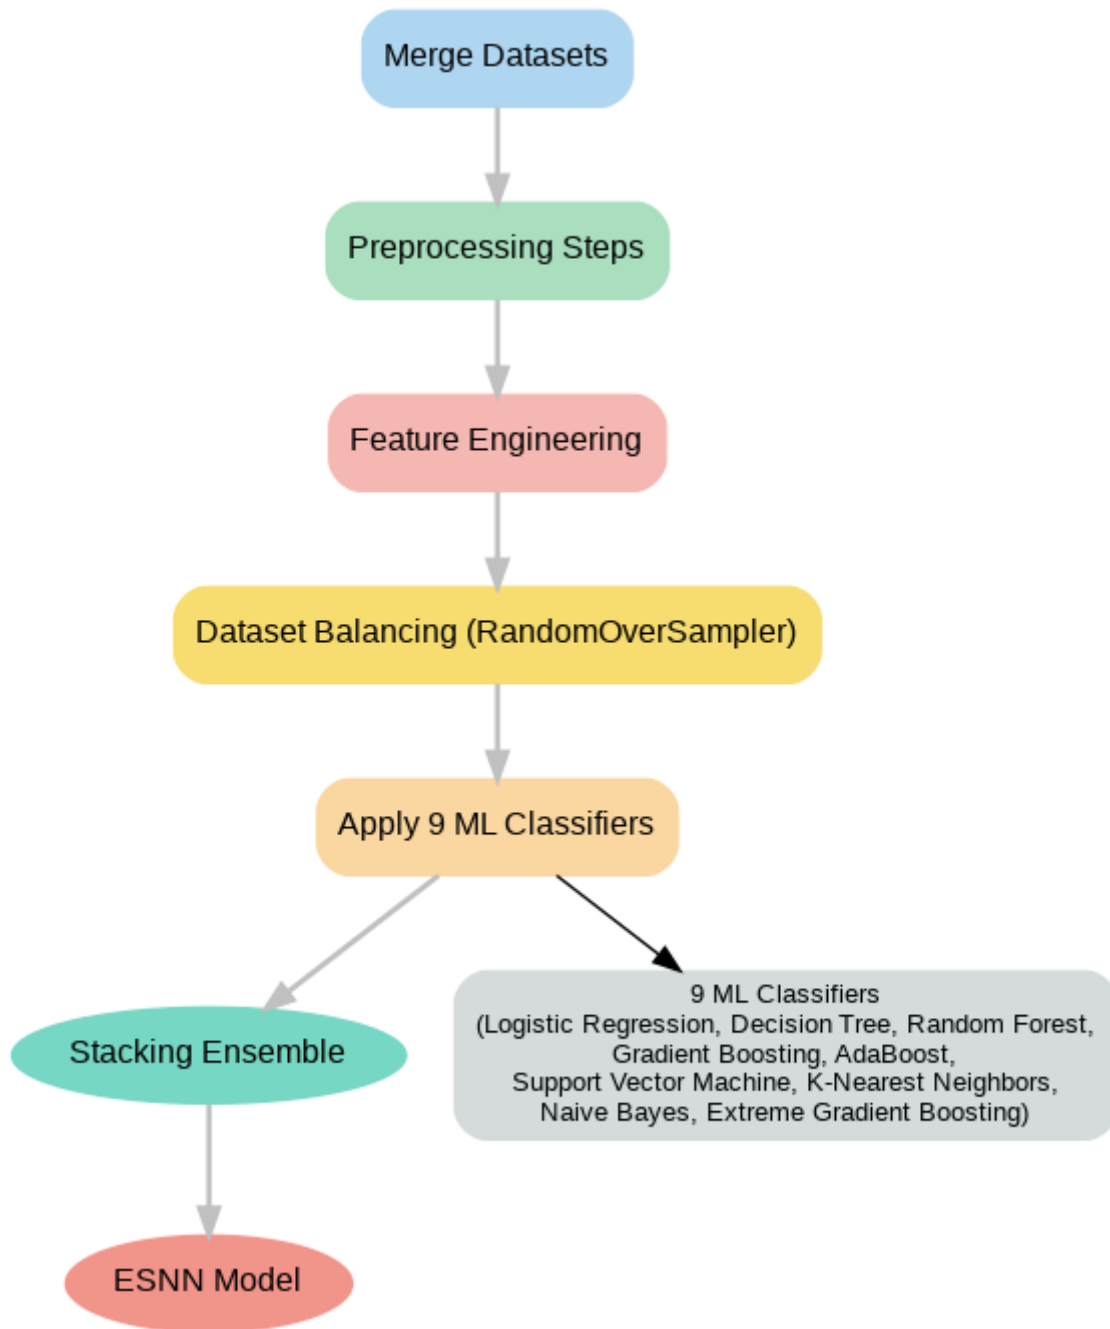 Merge Datasets
Preprocessing Steps
Feature Engineering
Dataset Balancing (RandomOverSampler)
Apply 9 ML Classifiers
Stacking Ensemble
9 ML Classifiers
(Logistic Regression, Decision Tree, Random Forest,
Gradient Boosting, AdaBoost,
Support Vector Machine, K-Nearest Neighbors,
Naive Bayes, Extreme Gradient Boosting)
ESNN Model